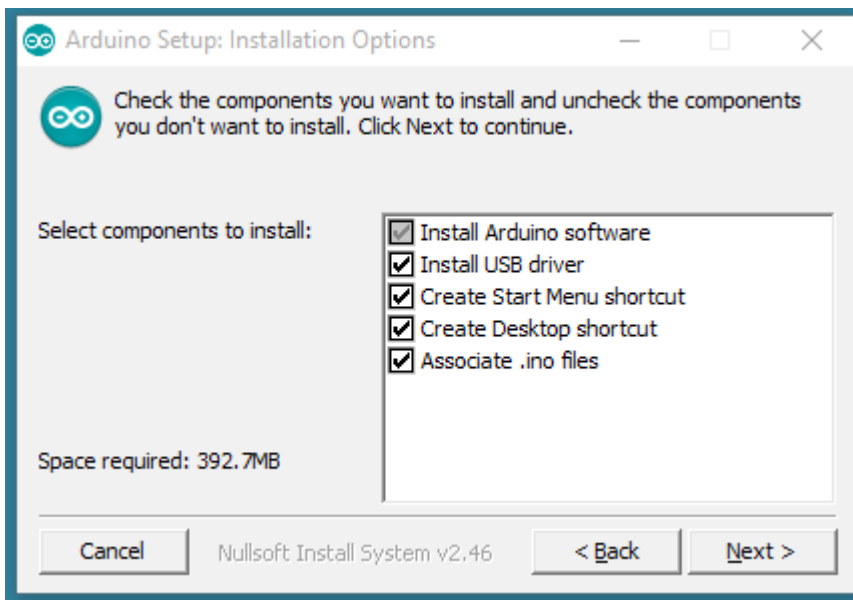 Arduino Setup: Installation Options
Check the components you want to install and uncheck the components
you don't want to install. Click Next to continue.
Select components to install:
Install Arduino software
Install USB driver
Create Start Menu shortcut
Create Desktop shortcut
Associate .ino files
Space required: 392.7MB
Cancel
Nullsoft Install System v2.46
< Back
Next >